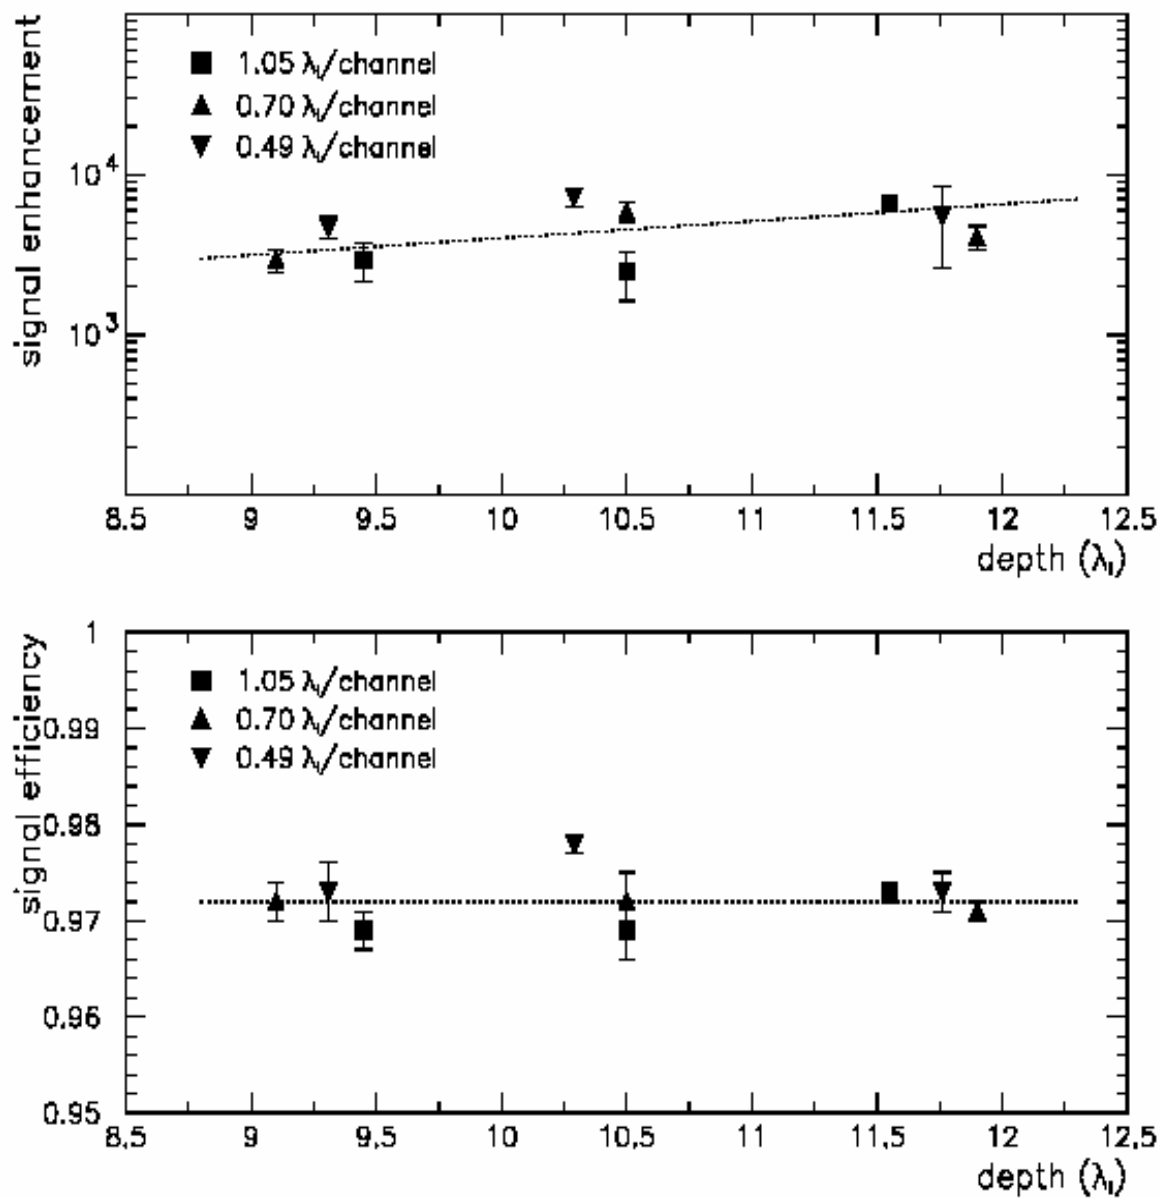 signal enhancement
1.05 λI/channel
0.70 λI/channel
0.49 λI/channel
10^4
10^3
8.5 9 9.5 10 10.5 11 11.5 12 12.5
depth (λI)
signal efficiency
1
1.05 λI/channel
0.70 λI/channel
0.49 λI/channel
0.99
0.98
0.97
0.96
0.95
8.5 9 9.5 10 10.5 11 11.5 12 12.5
depth (λI)